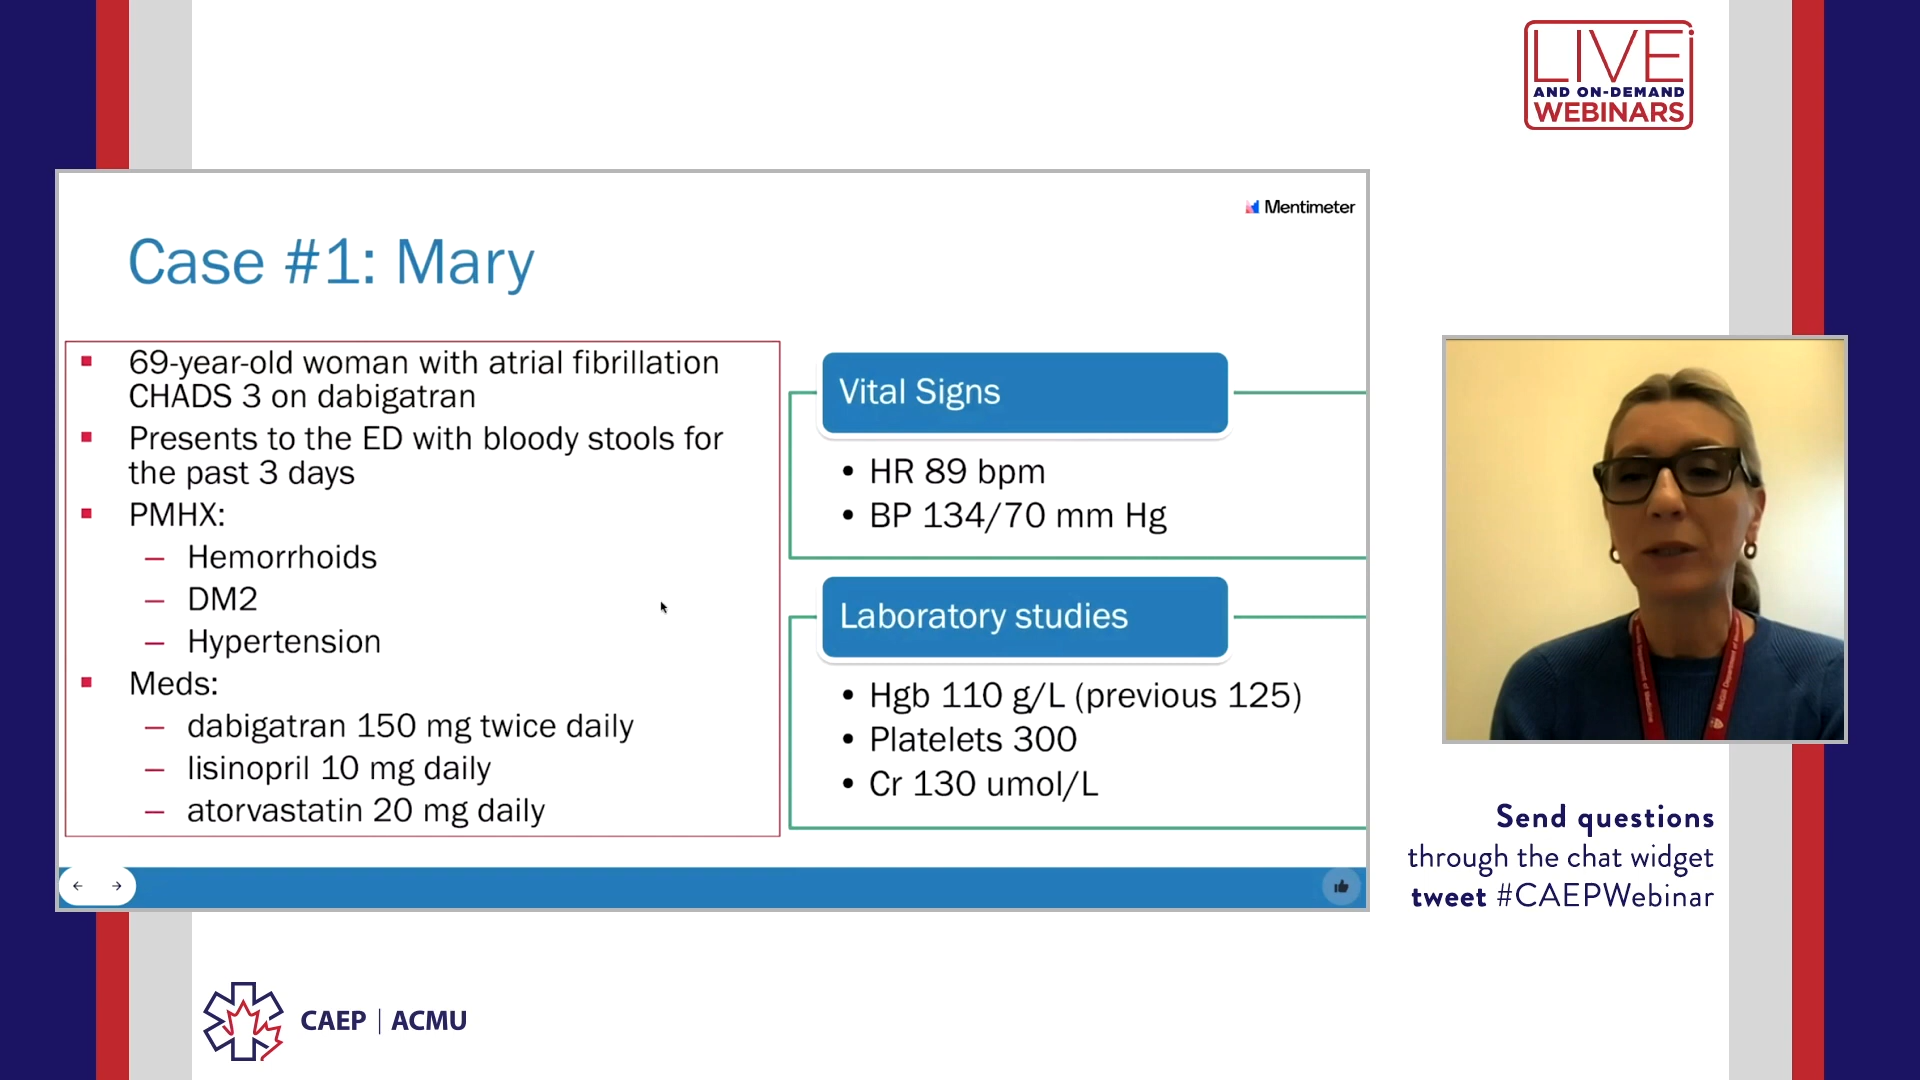 LIVE
AND ON-DEMAND
WEBINARS
Mentimeter
Case #1: Mary
69-year-old woman with atrial fibrillation
CHADS 3 on dabigatran
Presents to the ED with bloody stools for
the past 3 days
PMHX:
– Hemorrhoids
– DM2
– Hypertension
Meds:
– dabigatran 150 mg twice daily
– lisinopril 10 mg daily
– atorvastatin 20 mg daily
Vital Signs
• HR 89 bpm
• BP 134/70 mm Hg
Laboratory studies
• Hgb 110 g/L (previous 125)
• Platelets 300
• Cr 130 umol/L
Send questions
through the chat widget
tweet #CAEPWebinar
CAEP | ACMU